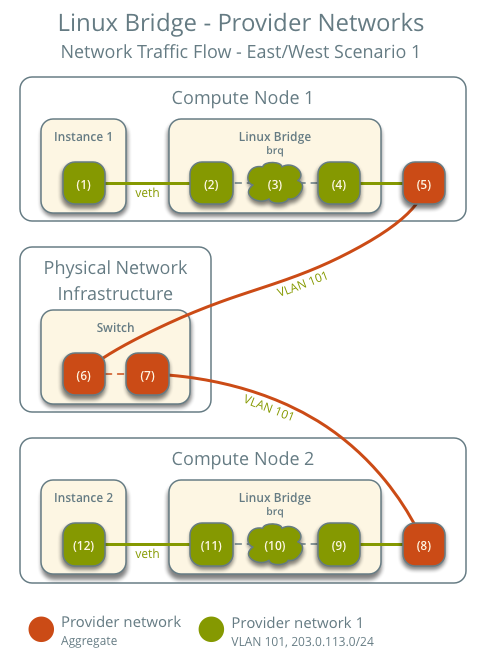 Linux Bridge - Provider Networks
Network Traffic Flow - East/West Scenario 1
Compute Node 1
Instance 1
Linux Bridge
brq
(1)
(2)
(3)
(4)
(5)
veth
VLAN 101
Physical Network
Infrastructure
Switch
(6)
(7)
VLAN 101
Compute Node 2
Instance 2
Linux Bridge
brq
(12)
(11)
(10)
(9)
(8)
veth
Provider network
Aggregate
Provider network 1
VLAN 101, 203.0.113.0/24